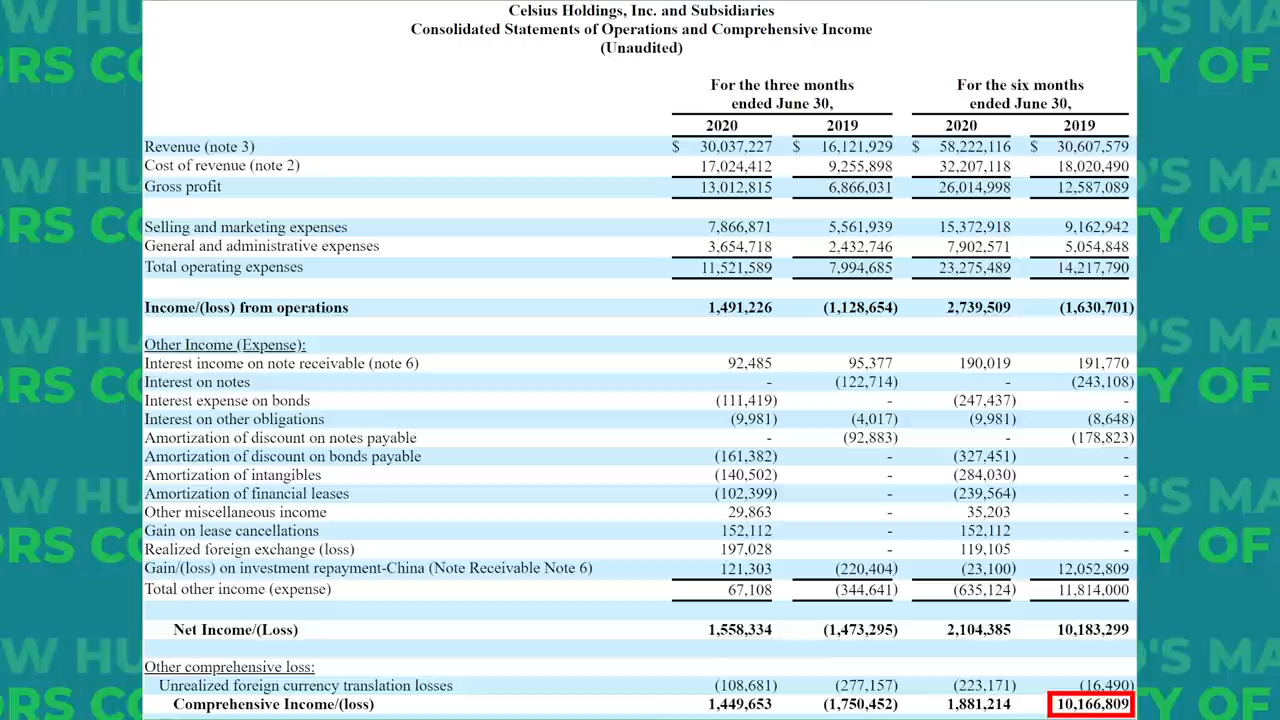 Celsius Holdings, Inc. and Subsidiaries
Consolidated Statements of Operations and Comprehensive Income
(Unaudited)
For the three months ended June 30, For the six months ended June 30,
2020 2019 2020 2019
Revenue (note 3) $ 30,037,227 $ 16,121,929 $ 58,222,116 $ 30,607,579
Cost of revenue (note 2) 17,024,412 9,255,898 32,207,118 18,020,490
Gross profit 13,012,815 6,866,031 26,014,998 12,587,089
Selling and marketing expenses 7,866,871 5,561,939 15,372,918 9,162,942
General and administrative expenses 3,654,718 2,432,746 7,902,571 5,054,848
Total operating expenses 11,521,589 7,994,685 23,275,489 14,217,790
Income/(loss) from operations 1,491,226 (1,128,654) 2,739,509 (1,630,701)
Other Income (Expense):
Interest income on note receivable (note 6) 92,485 95,377 190,019 191,770
Interest on notes - (122,714) - (243,108)
Interest expense on bonds (111,419) - (247,437) -
Interest on other obligations (9,981) (4,017) (9,981) (8,648)
Amortization of discount on notes payable - (92,883) - (178,823)
Amortization of discount on bonds payable (161,382) - (327,451) -
Amortization of intangibles (140,502) - (284,030) -
Amortization of financial leases (102,399) - (239,564) -
Other miscellaneous income 29,863 - 35,203 -
Gain on lease cancellations 152,112 - 152,112 -
Realized foreign exchange (loss) 197,028 - 119,105 -
Gain/(loss) on investment repayment-China (Note Receivable Note 6) 121,303 (220,404) (23,100) 12,052,809
Total other income (expense) 67,108 (344,641) (635,124) 11,814,000
Net Income/(Loss) 1,558,334 (1,473,295) 2,104,385 10,183,299
Other comprehensive loss:
Unrealized foreign currency translation losses (108,681) (277,157) (223,171) (16,490)
Comprehensive Income/(loss) 1,449,653 (1,750,452) 1,881,214 10,166,809